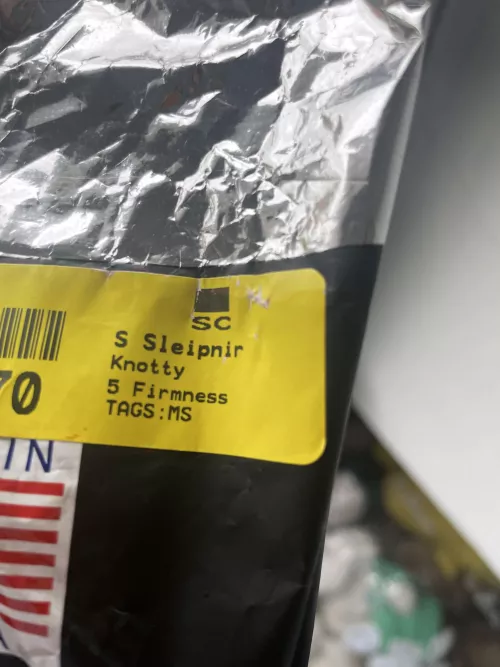 SC
S Sleipnir
Knotty
5 Firmness
TAGS:MS
70
IN